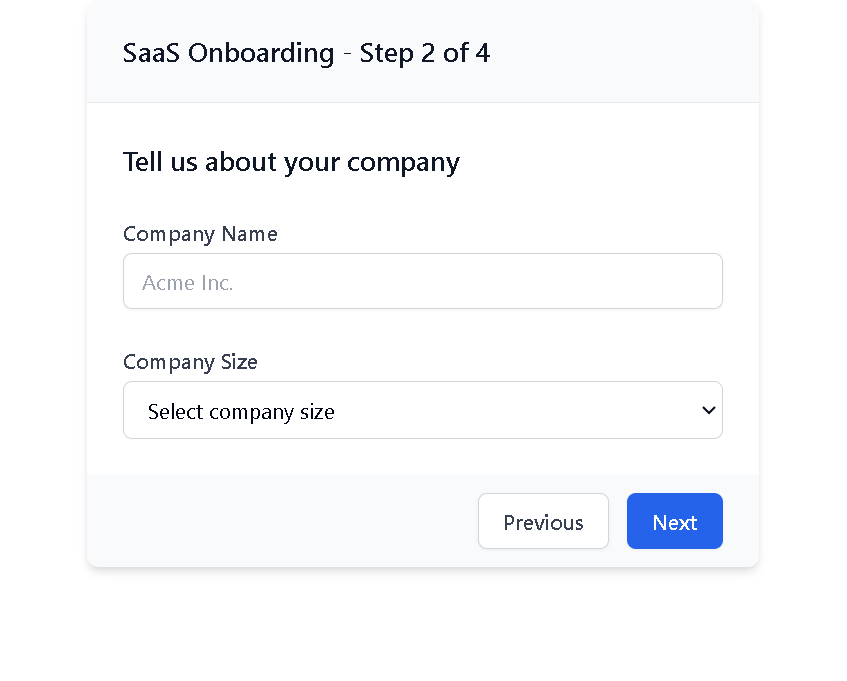 SaaS Onboarding - Step 2 of 4
Tell us about your company
Company Name
Acme Inc.
Company Size
Select company size
Previous
Next